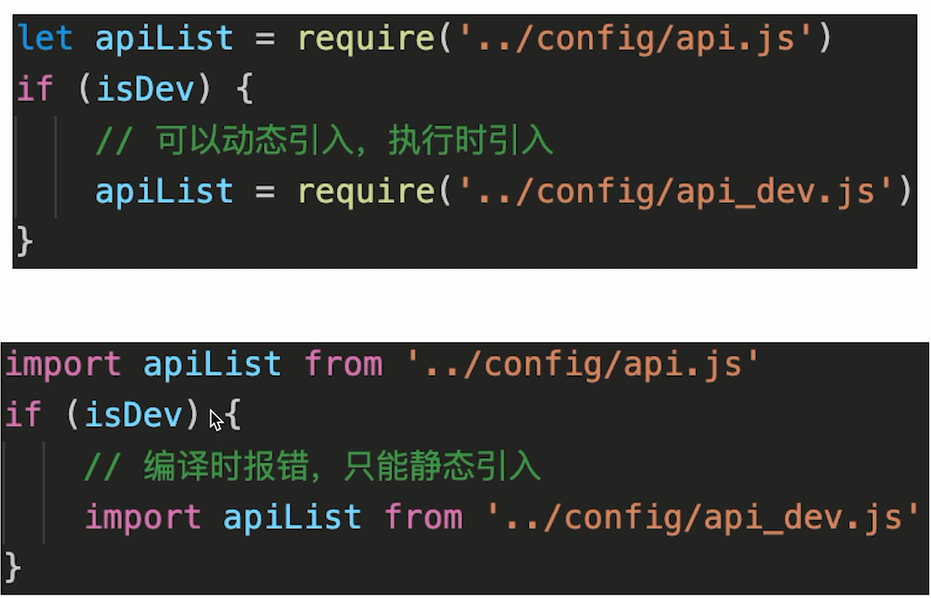 let apiList = require('../config/api.js')
if (isDev) {
// 可以动态引入，执行时引入
apiList = require('../config/api_dev.js')
}
import apiList from '../config/api.js'
if (isDev) {
// 编译时报错，只能静态引入
import apiList from '../config/api_dev.js'
}